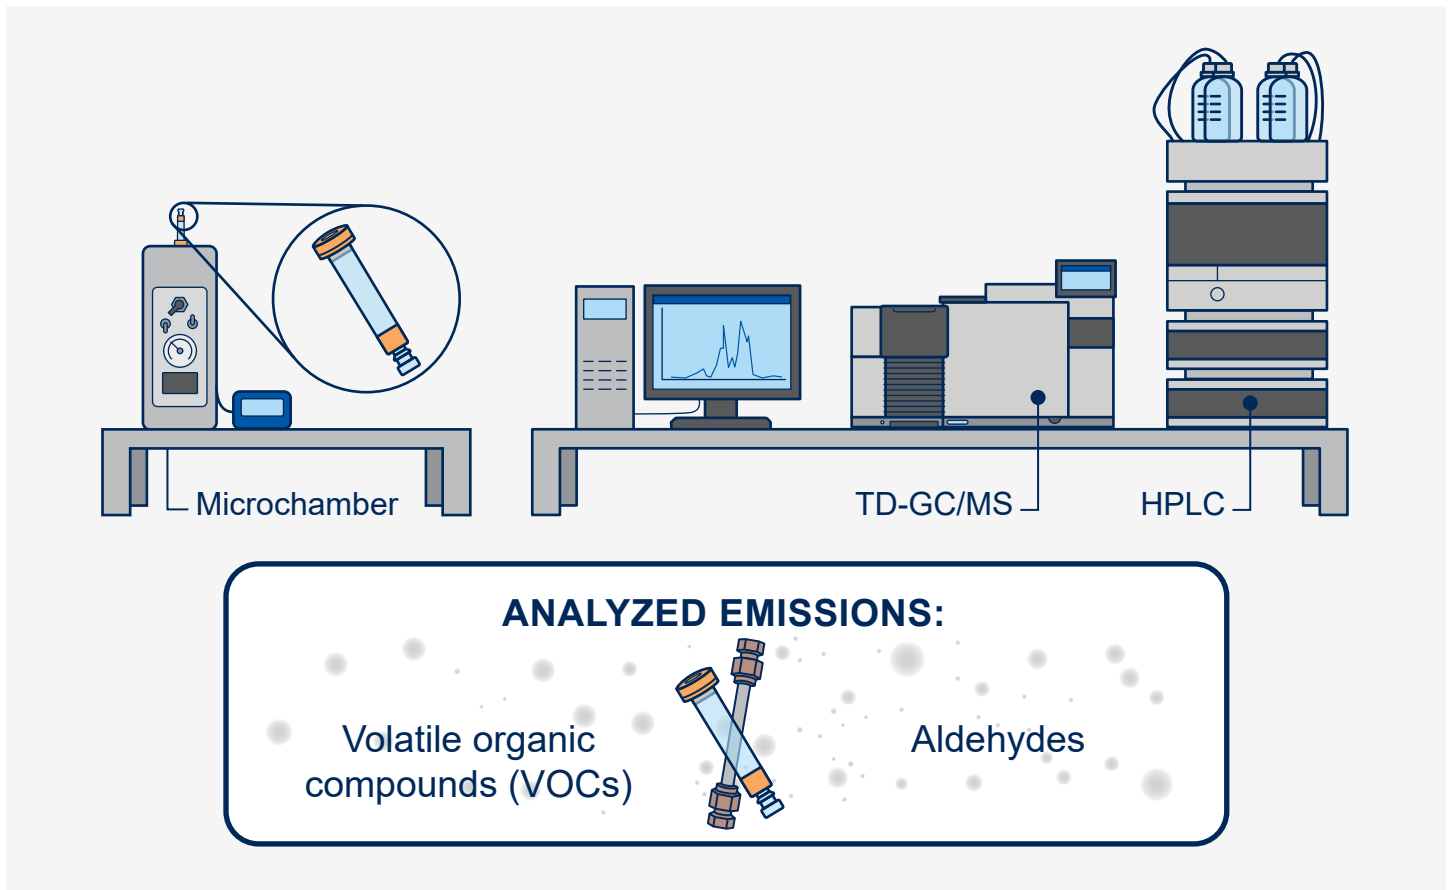 Microchamber
TD-GC/MS
HPLC
ANALYZED EMISSIONS:
Volatile organic
compounds (VOCs)
Aldehydes